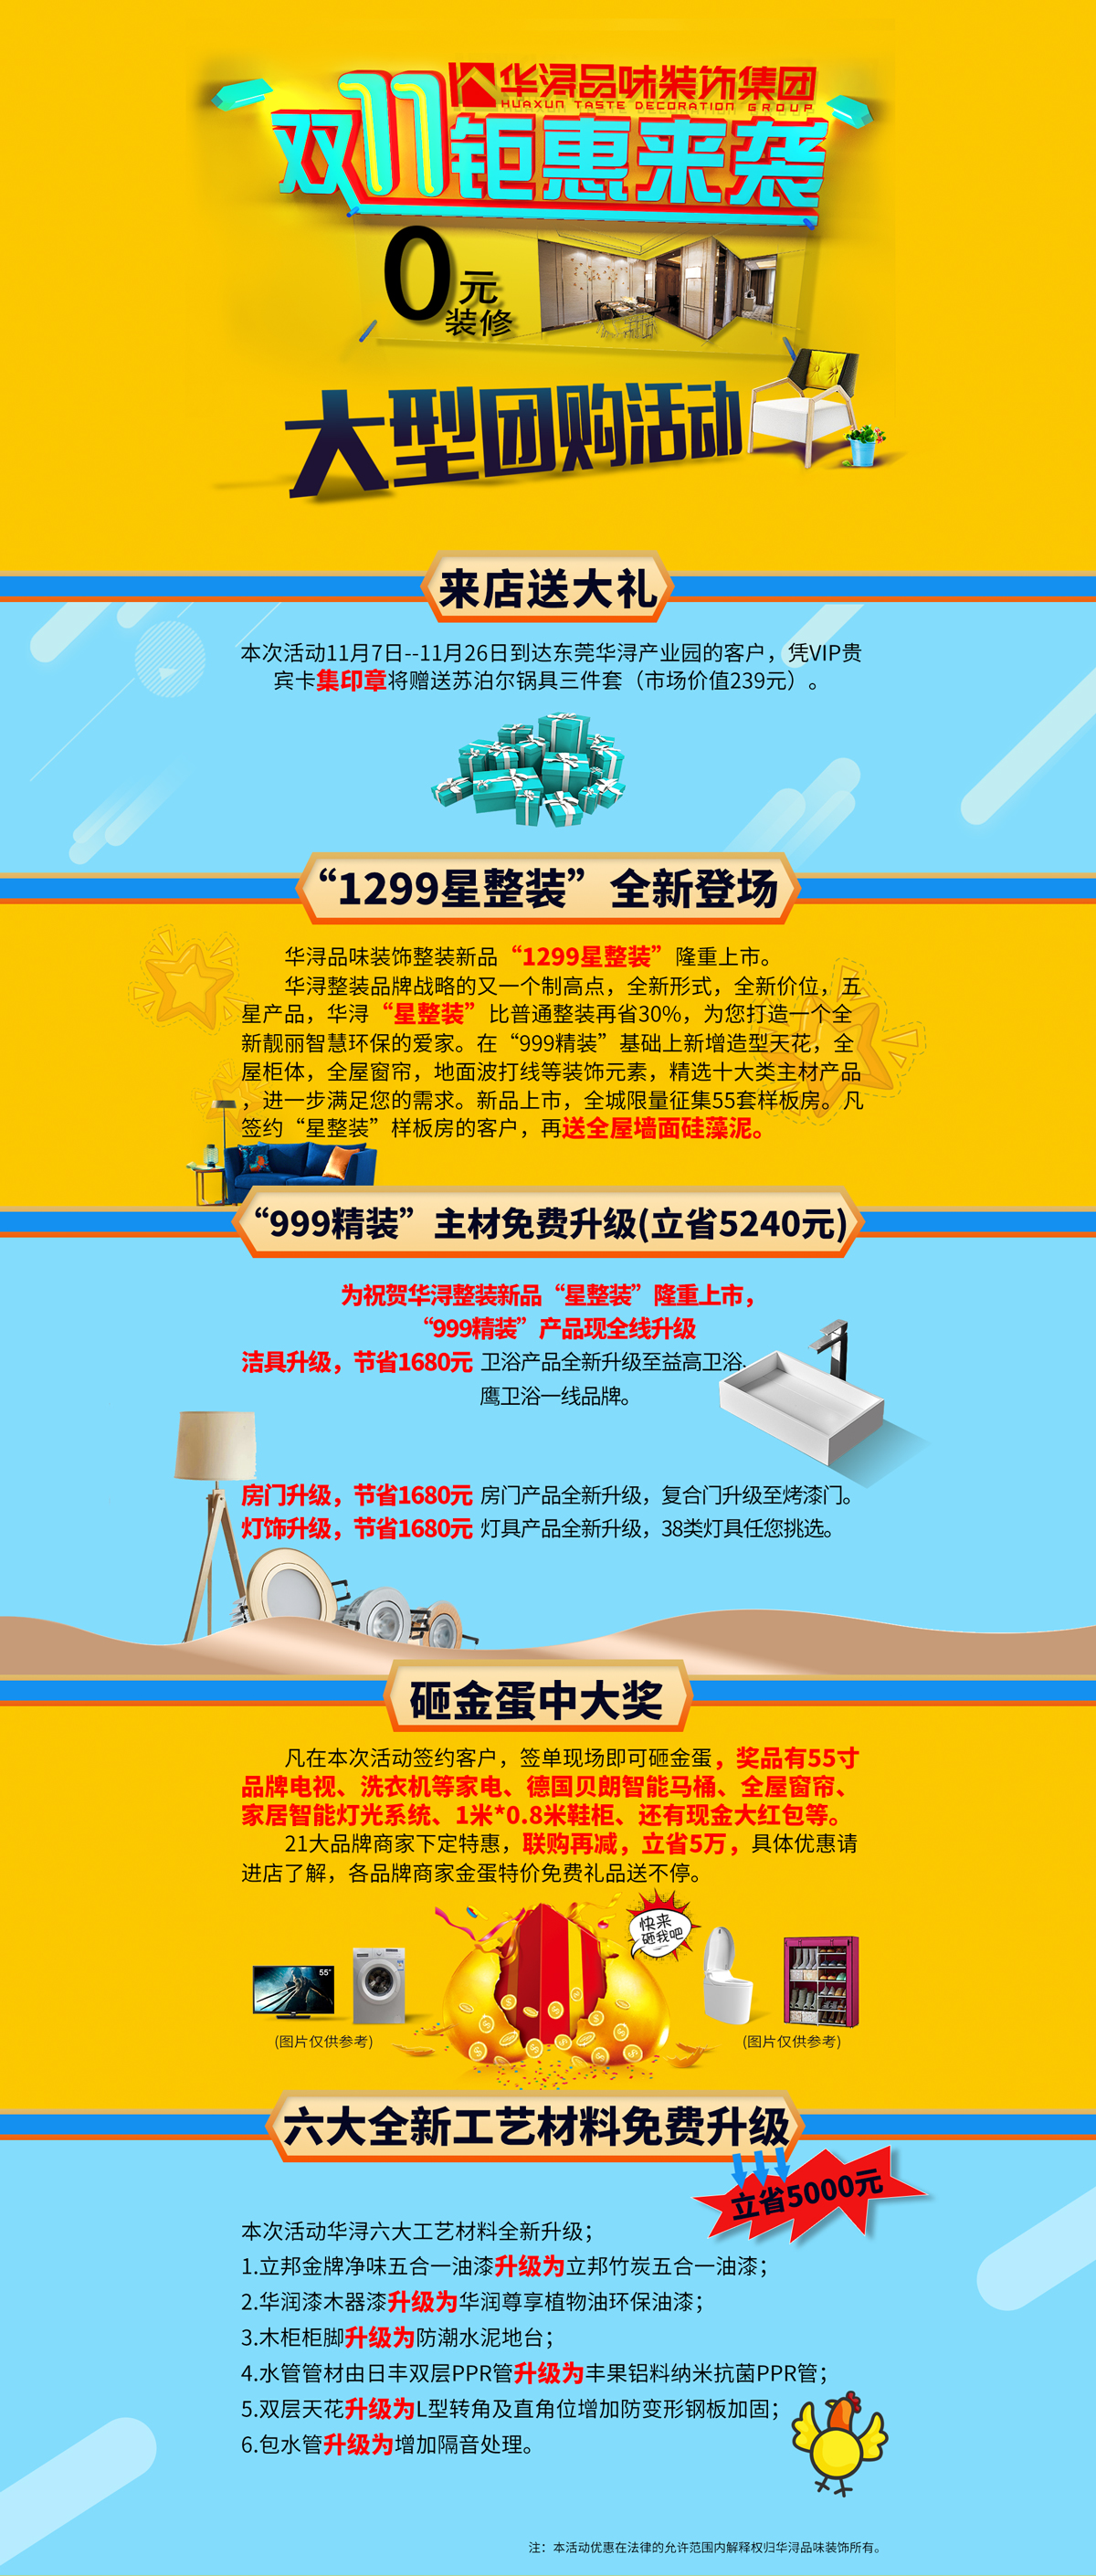 华浔品味装饰集团
HUAXUN TASTE DECORATION GROUP
双11钜惠来袭
0元
装修
大型团购活动
来店送大礼
本次活动11月7日--11月26日到达东莞华浔产业园的客户，凭VIP贵
宾卡集印章将赠送苏泊尔锅具三件套（市场价值239元）。
“1299星整装”全新登场
华浔品味装饰整装新品“1299星整装”隆重上市。
华浔整装品牌战略的又一个制高点，全新形式，全新价位，五
星产品，华浔“星整装”比普通整装再省30%，为您打造一个全
新靓丽智慧环保的爱家。在“999精装”基础上新增造型天花，全
屋柜体，全屋窗帘，地面波打线等装饰元素，精选十大类主材产品
，进一步满足您的需求。新品上市，全城限量征集55套样板房。凡
签约“星整装”样板房的客户，再送全屋墙面硅藻泥。
“999精装”主材免费升级(立省5240元)
为祝贺华浔整装新品“星整装”隆重上市，
“999精装”产品现全线升级
洁具升级，节省1680元 卫浴产品全新升级至益高卫浴、
鹰卫浴一线品牌。
房门升级，节省1680元 房门产品全新升级，复合门升级至烤漆门。
灯饰升级，节省1680元 灯具产品全新升级，38类灯具任您挑选。
砸金蛋中大奖
凡在本次活动签约客户，签单现场即可砸金蛋，奖品有55寸
品牌电视、洗衣机等家电、德国贝朗智能马桶、全屋窗帘、
家居智能灯光系统、1米*0.8米鞋柜、还有现金大红包等。
21大品牌商家下定特惠，联购再减，立省5万，具体优惠请
进店了解，各品牌商家金蛋特价免费礼品送不停。
快来
砸我吧
55"
(图片仅供参考)
(图片仅供参考)
六大全新工艺材料免费升级
立省5000元
本次活动华浔六大工艺材料全新升级；
1.立邦金牌净味五合一油漆升级为立邦竹炭五合一油漆；
2.华润漆木器漆升级为华润尊享植物油环保油漆；
3.木柜柜脚升级为防潮水泥地台；
4.水管管材由日丰双层PPR管升级为丰果铝料纳米抗菌PPR管；
5.双层天花升级为L型转角及直角位增加防变形钢板加固；
6.包水管升级为增加隔音处理。
注：本活动优惠在法律的允许范围内解释权归华浔品味装饰所有。